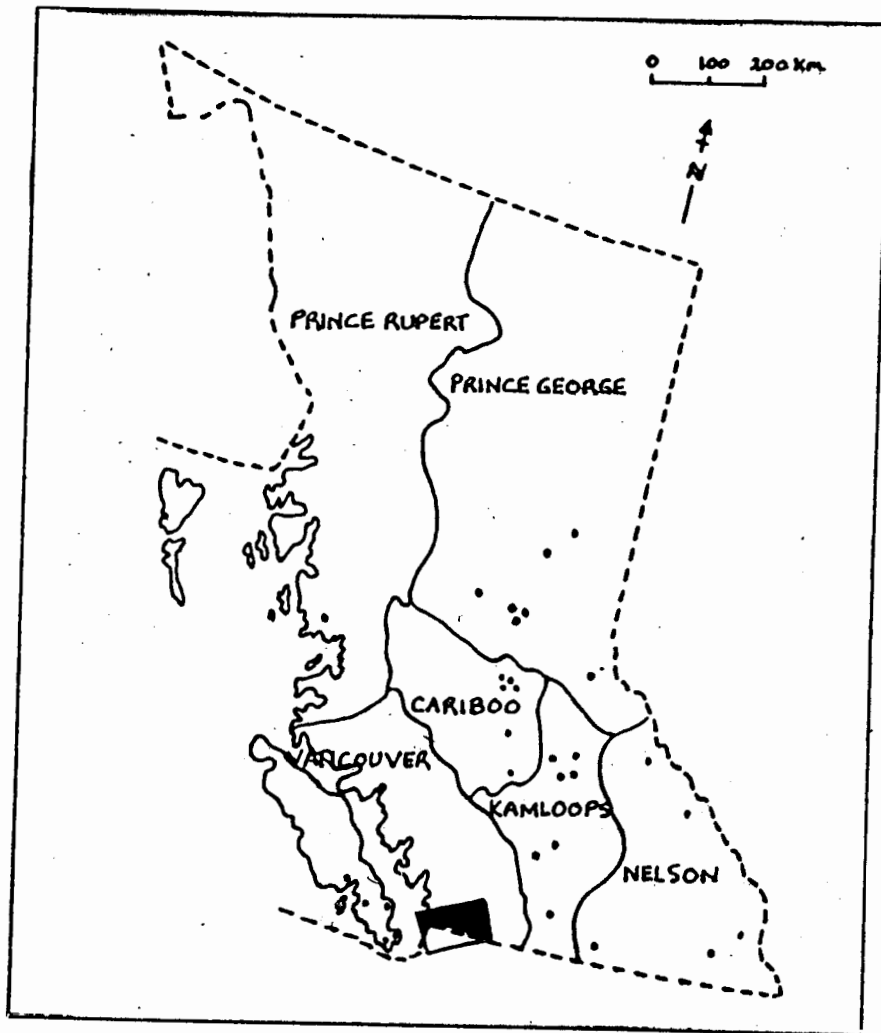 0 100 200 Km
N
PRINCE RUPERT
PRINCE GEORGE
CARIBOO
VANCOUVER
KAMLOOPS
NELSON